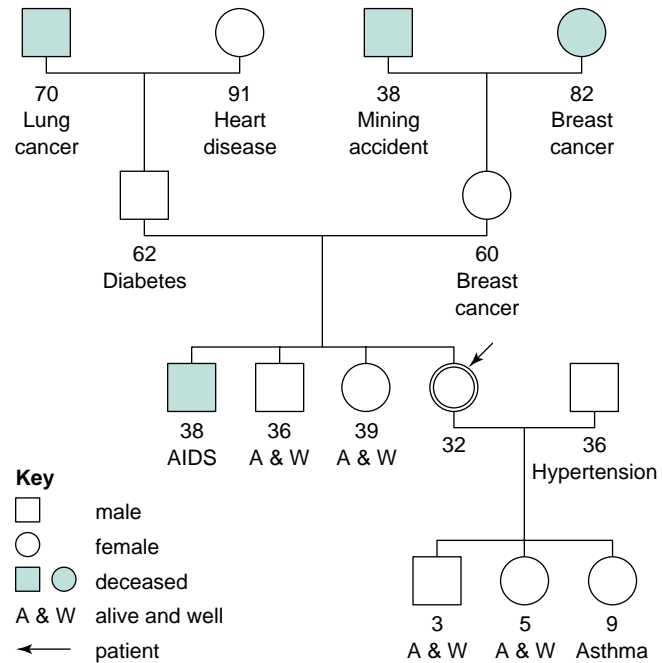 70
Lung
cancer
91
Heart
disease
38
Mining
accident
82
Breast
cancer
62
Diabetes
60
Breast
cancer
38
AIDS
36
A & W
39
A & W
32
36
Hypertension
Key
male
female
deceased
A & W alive and well
patient
3
A & W
5
A & W
9
Asthma